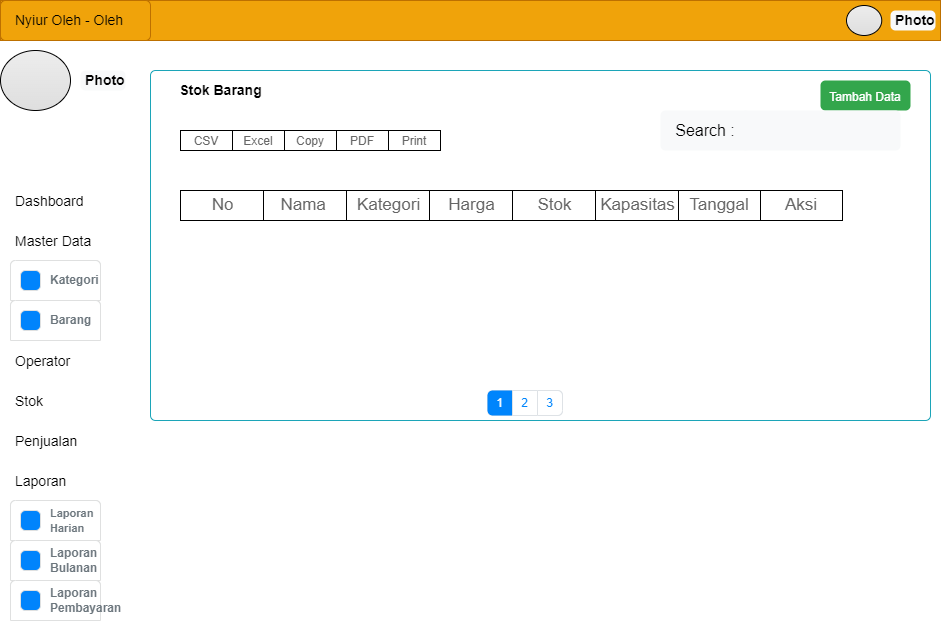 Nyiur Oleh - Oleh
Photo
Photo
Dashboard
Master Data
Kategori
Barang
Operator
Stok
Penjualan
Laporan
Laporan
Harian
Laporan
Bulanan
Laporan
Pembayaran
Stok Barang
Tambah Data
CSV Excel Copy PDF Print
Search :
No Nama Kategori Harga Stok Kapasitas Tanggal Aksi
1 2 3